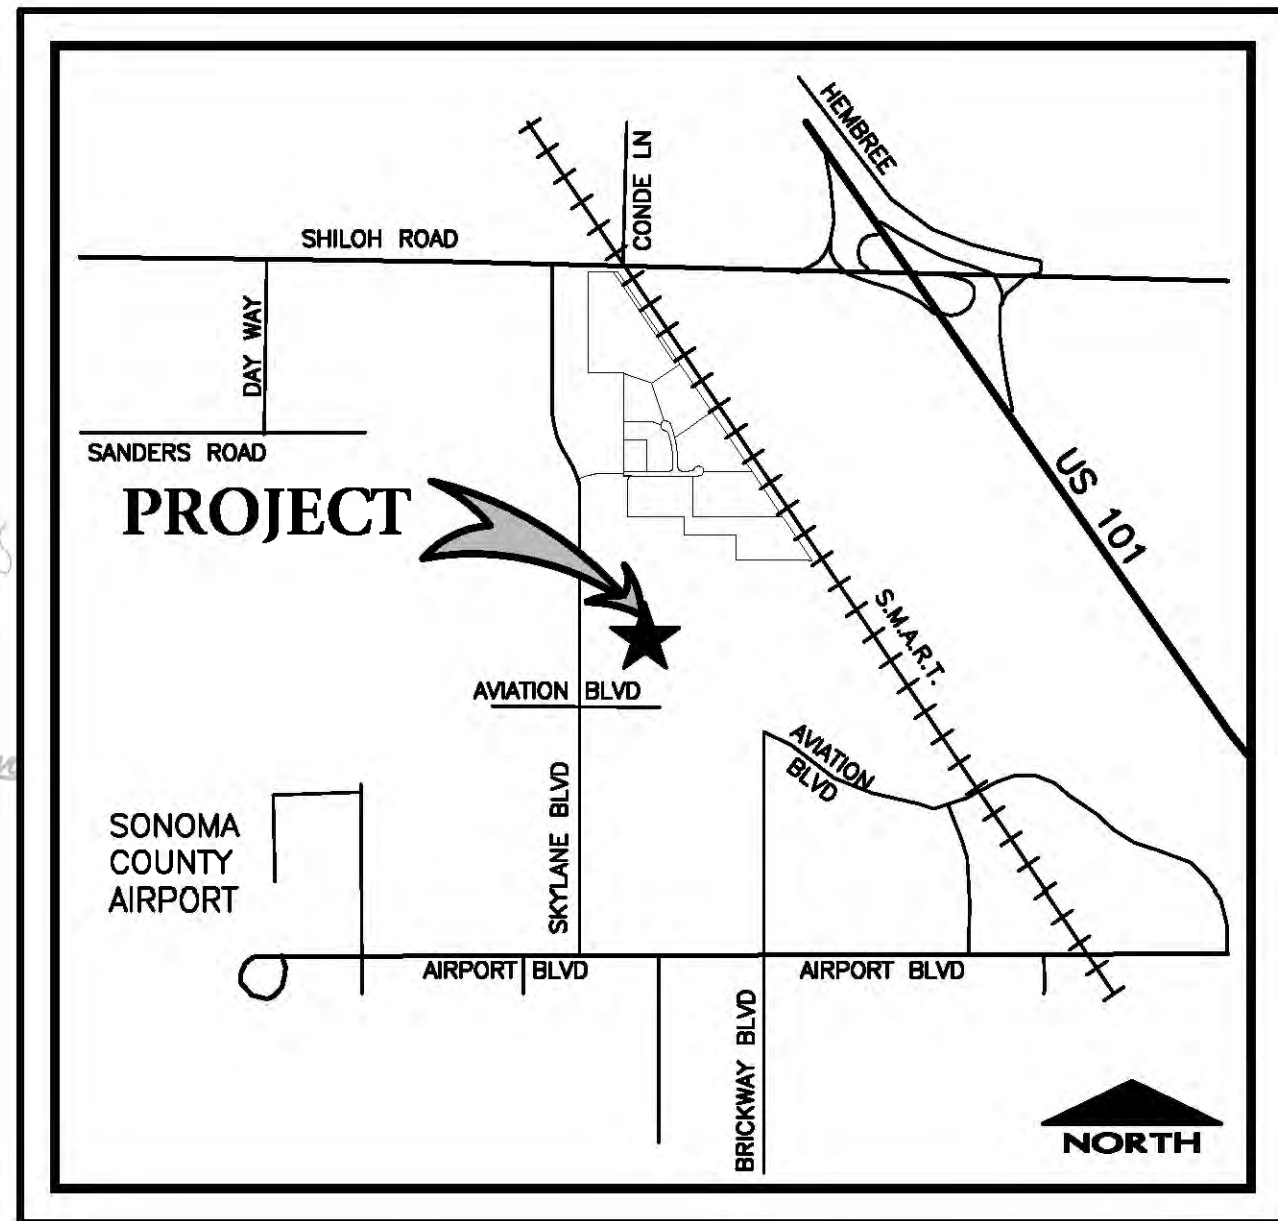 HEMBREE
CONDE LN
SHILOH ROAD
DAY WAY
SANDERS ROAD
PROJECT
US 101
S.M.A.R.T.
AVIATION BLVD
AVIATION
BLVD
SKYLANE BLVD
SONOMA
COUNTY
AIRPORT
AIRPORT BLVD
AIRPORT BLVD
BRICKWAY BLVD
NORTH